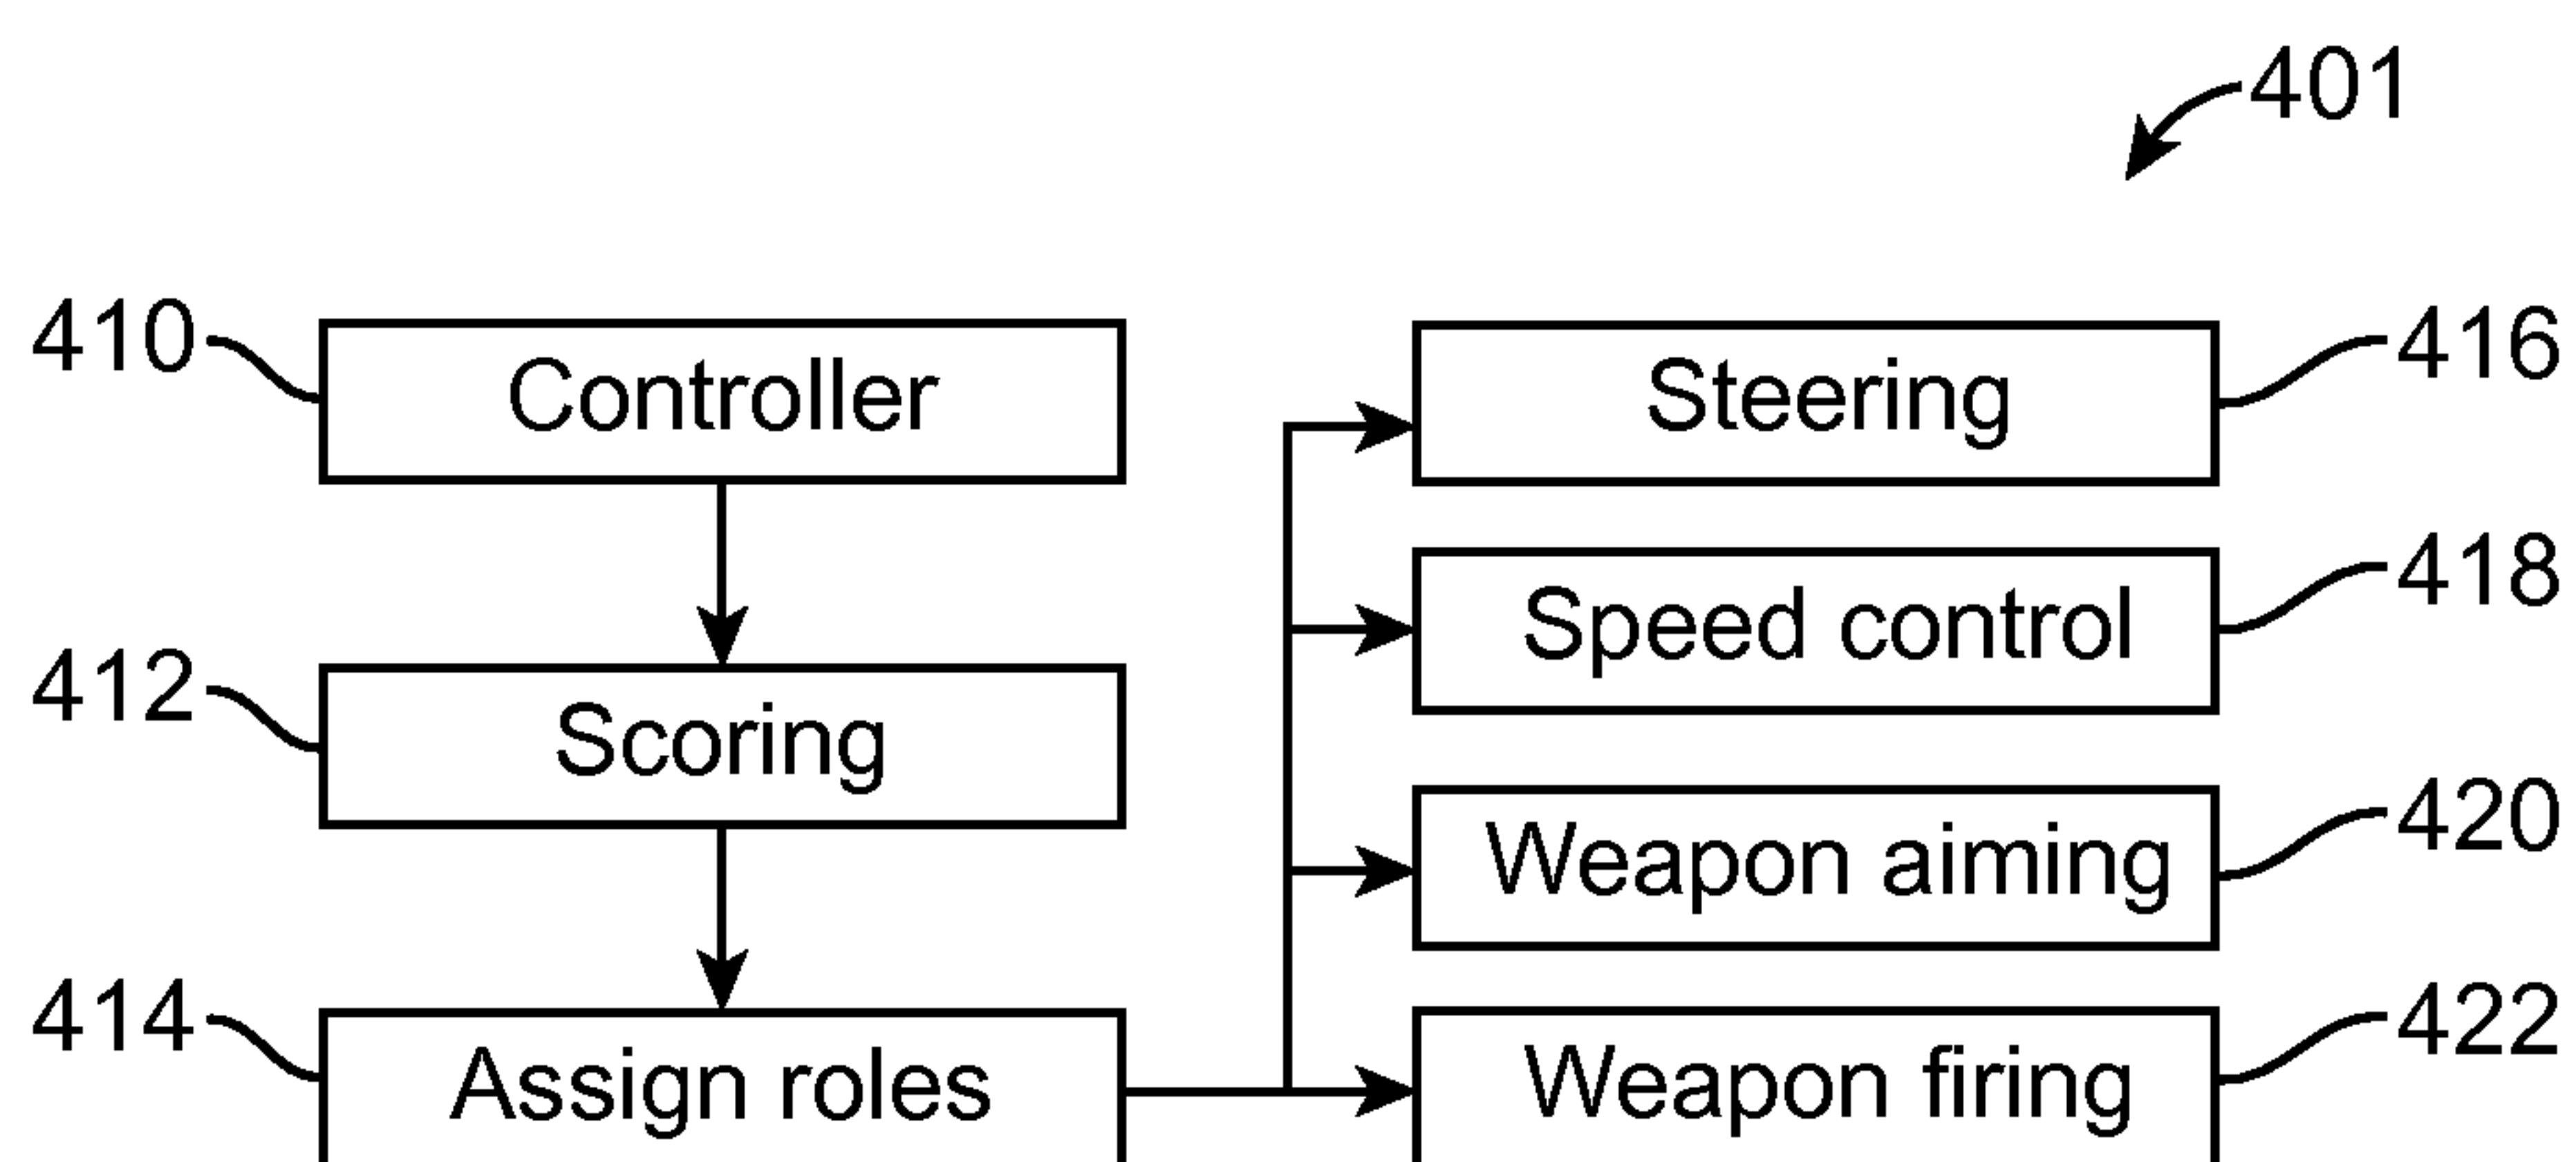 401
410
Controller
Steering
416
Speed control
418
412
Scoring
Weapon aiming
420
414
Assign roles
Weapon firing
422